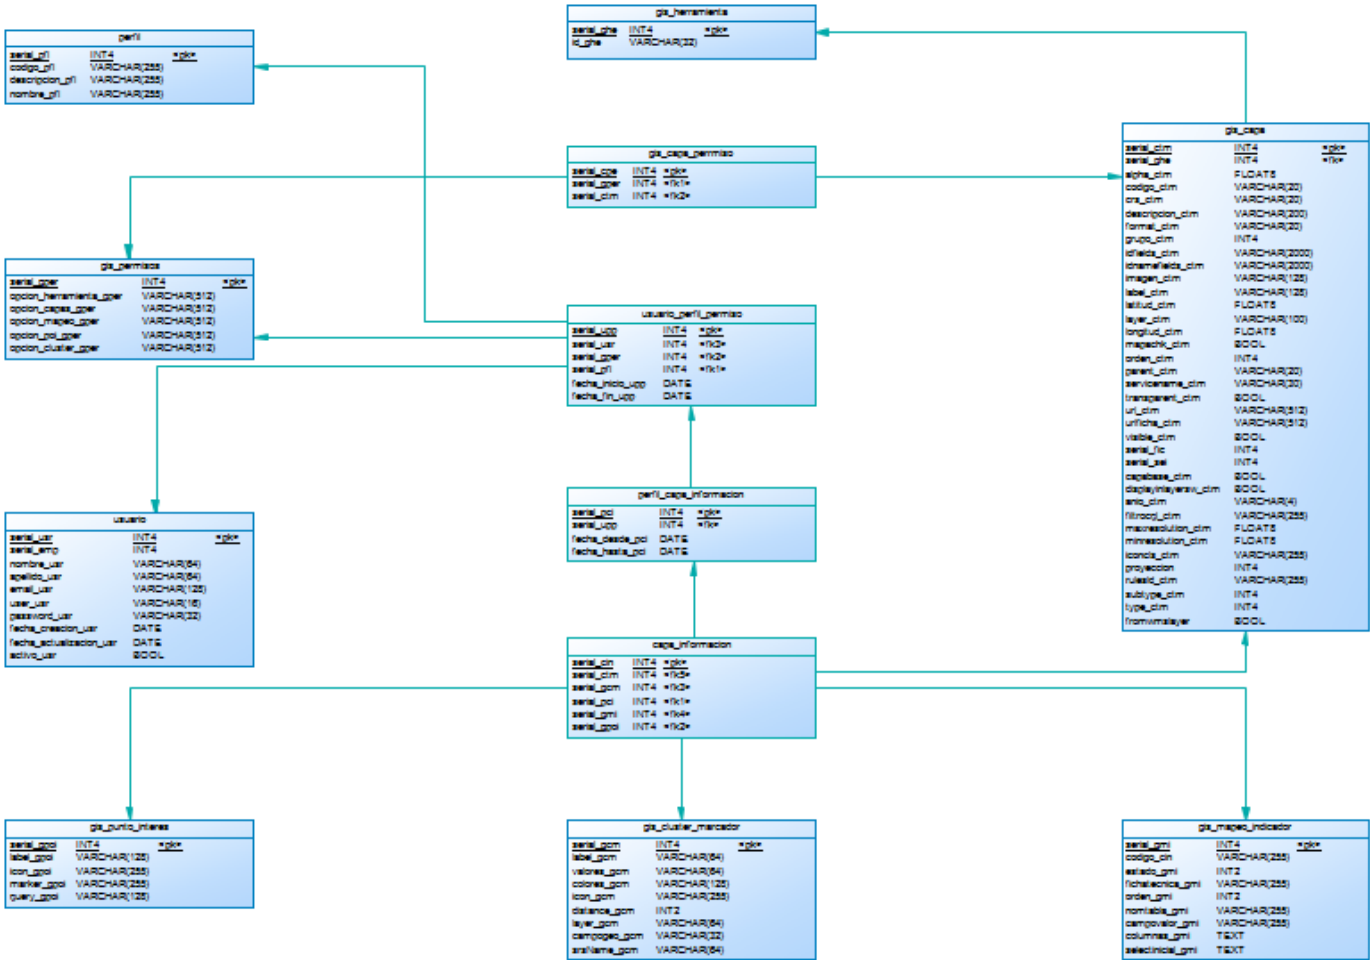 gis_herramienta
serial_ghe INT4 <pk>
id_ghe VARCHAR(32)
perfil
serial_pfl INT4 <pk>
codigo_pfl VARCHAR(255)
descripcion_pfl VARCHAR(255)
nombre_pfl VARCHAR(255)
gis_capa
serial_clm INT4 <pk>
serial_ghe INT4 <fk>
alpha_clm FLOAT8
codigo_clm VARCHAR(20)
crs_clm VARCHAR(20)
descripcion_clm VARCHAR(200)
format_clm VARCHAR(20)
grupo_clm INT4
idfields_clm VARCHAR(2000)
idnamefields_clm VARCHAR(2000)
imagen_clm VARCHAR(128)
label_clm VARCHAR(128)
latitud_clm FLOAT8
layer_clm VARCHAR(100)
longitud_clm FLOAT8
mapachk_clm BOOL
orden_clm INT4
parent_clm VARCHAR(20)
servicename_clm VARCHAR(30)
transparent_clm BOOL
url_clm VARCHAR(512)
urlficha_clm VARCHAR(512)
visible_clm BOOL
serial_fic INT4
serial_sei INT4
capabase_clm BOOL
displayinlayersw_clm BOOL
anio_clm VARCHAR(4)
filtrocql_clm VARCHAR(255)
maxresolution_clm FLOAT8
minresolution_clm FLOAT8
iconcls_clm VARCHAR(255)
proyeccion INT4
rulesid_clm VARCHAR(255)
subtype_clm INT4
type_clm INT4
fromwmslayer BOOL
gis_capa_permiso
serial_cpe INT4 <pk>
serial_gper INT4 <fk1>
serial_clm INT4 <fk2>
gis_permisos
serial_gper INT4 <pk>
opcion_herramienta_gper VARCHAR(512)
opcion_capas_gper VARCHAR(512)
opcion_mapeo_gper VARCHAR(512)
opcion_poi_gper VARCHAR(512)
opcion_cluster_gper VARCHAR(512)
usuario_perfil_permiso
serial_upp INT4 <pk>
serial_usr INT4 <fk3>
serial_gper INT4 <fk2>
serial_pfl INT4 <fk1>
fecha_inicio_upp DATE
fecha_fin_upp DATE
perfil_capa_informacion
serial_pci INT4 <pk>
serial_upp INT4 <fk>
fecha_desde_pci DATE
fecha_hasta_pci DATE
usuario
serial_usr INT4 <pk>
serial_emp INT4
nombre_usr VARCHAR(64)
apellido_usr VARCHAR(64)
email_usr VARCHAR(128)
user_usr VARCHAR(16)
password_usr VARCHAR(32)
fecha_creacion_usr DATE
fecha_actualizacion_usr DATE
activo_usr BOOL
capa_informacion
serial_cin INT4 <pk>
serial_clm INT4 <fk5>
serial_gcm INT4 <fk3>
serial_pci INT4 <fk1>
serial_gmi INT4 <fk4>
serial_gpoi INT4 <fk2>
gis_punto_interes
serial_gpoi INT4 <pk>
label_gpoi VARCHAR(128)
icon_gpoi VARCHAR(255)
marker_gpoi VARCHAR(255)
query_gpoi VARCHAR(128)
gis_cluster_marcador
serial_gcm INT4 <pk>
label_gcm VARCHAR(64)
valores_gcm VARCHAR(64)
colores_gcm VARCHAR(128)
icon_gcm VARCHAR(255)
distance_gcm INT2
layer_gcm VARCHAR(64)
campogeo_gcm VARCHAR(32)
srsName_gcm VARCHAR(64)
gis_mapeo_indicador
serial_gmi INT4 <pk>
codigo_cin VARCHAR(255)
estado_gmi INT2
fichatecnica_gmi VARCHAR(255)
orden_gmi INT2
nomtabla_gmi VARCHAR(255)
campovalor_gmi VARCHAR(255)
columnas_gmi TEXT
selectinicial_gmi TEXT